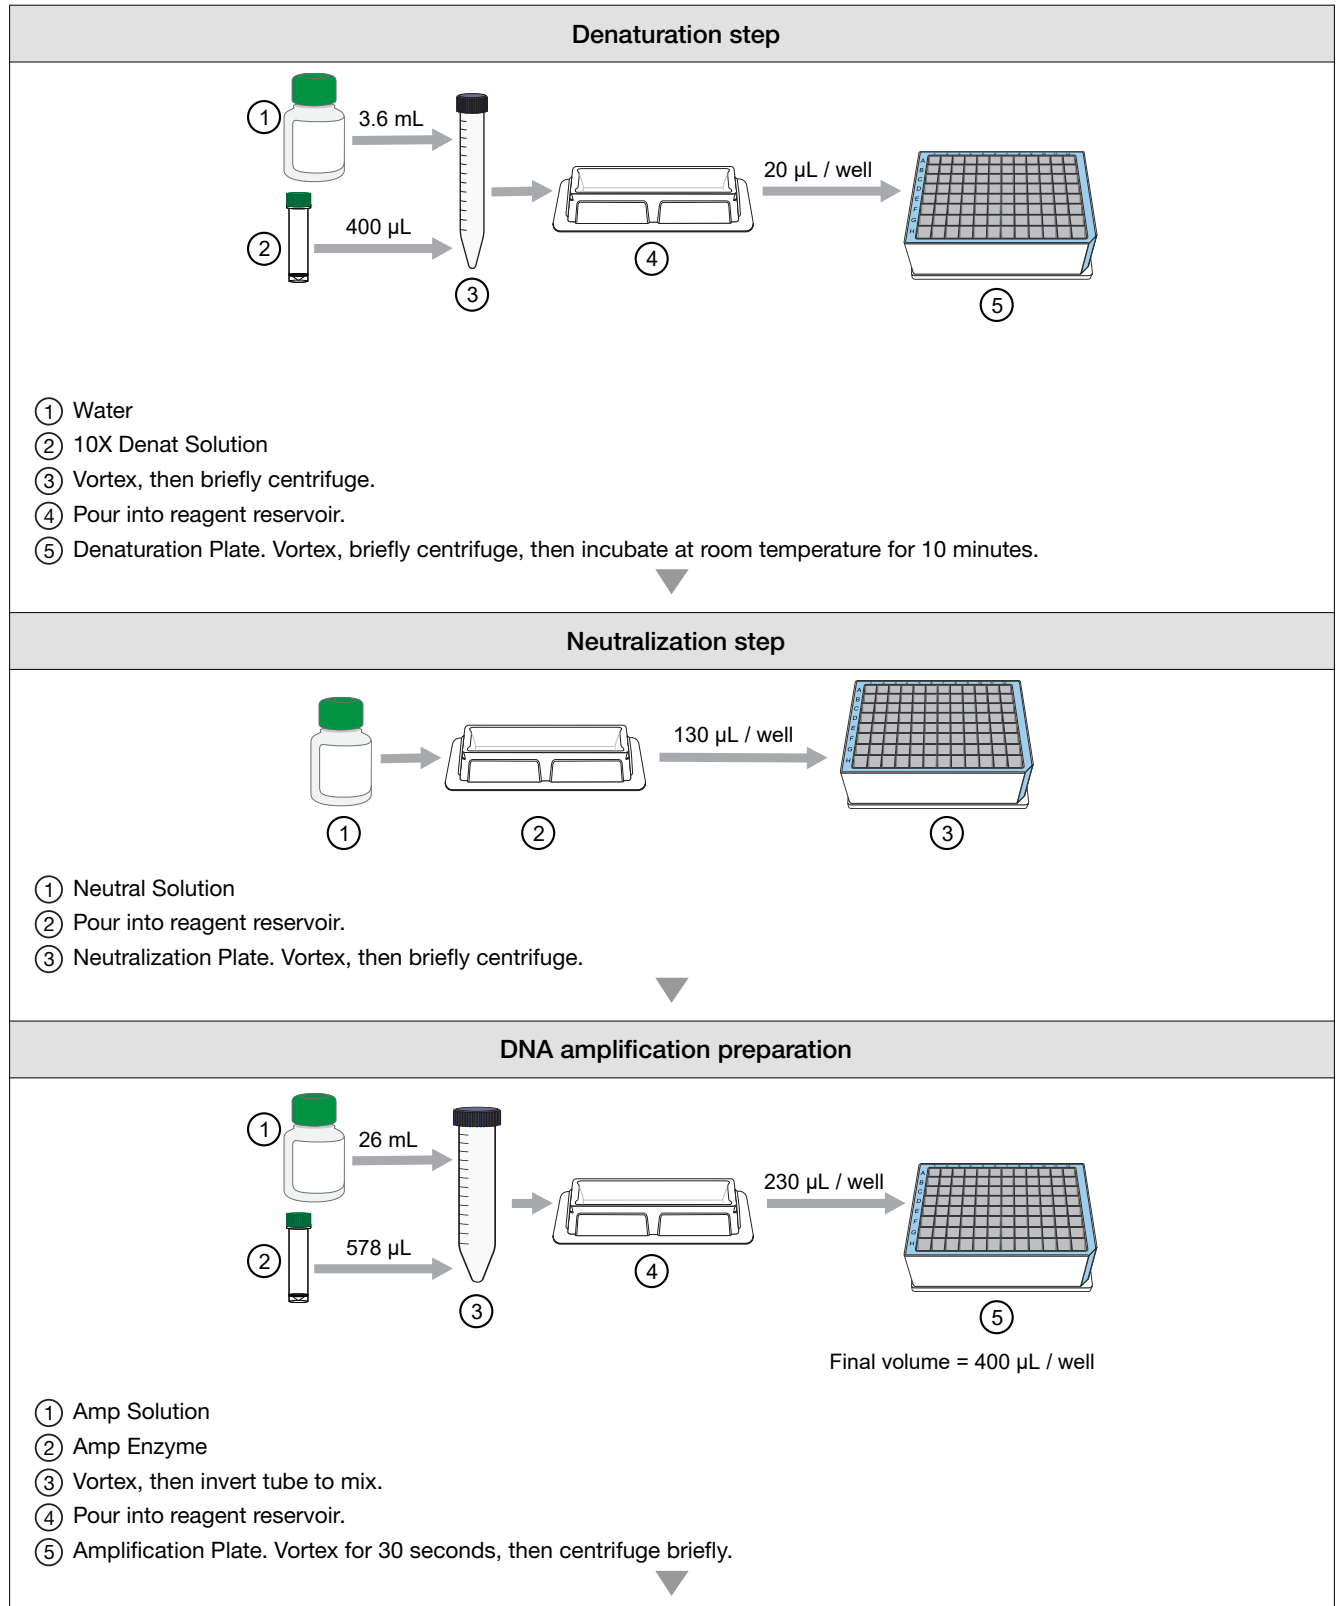 Denaturation step
1
3.6 mL
2
400 µL
3
4
20 µL / well
A
B
C
D
E
F
G
H
5
1 Water
2 10X Denat Solution
3 Vortex, then briefly centrifuge.
4 Pour into reagent reservoir.
5 Denaturation Plate. Vortex, briefly centrifuge, then incubate at room temperature for 10 minutes.
Neutralization step
1
2
130 µL / well
A
B
C
D
E
F
G
H
3
1 Neutral Solution
2 Pour into reagent reservoir.
3 Neutralization Plate. Vortex, then briefly centrifuge.
DNA amplification preparation
1
26 mL
2
578 µL
3
4
230 µL / well
A
B
C
D
E
F
G
H
5
Final volume = 400 µL / well
1 Amp Solution
2 Amp Enzyme
3 Vortex, then invert tube to mix.
4 Pour into reagent reservoir.
5 Amplification Plate. Vortex for 30 seconds, then centrifuge briefly.